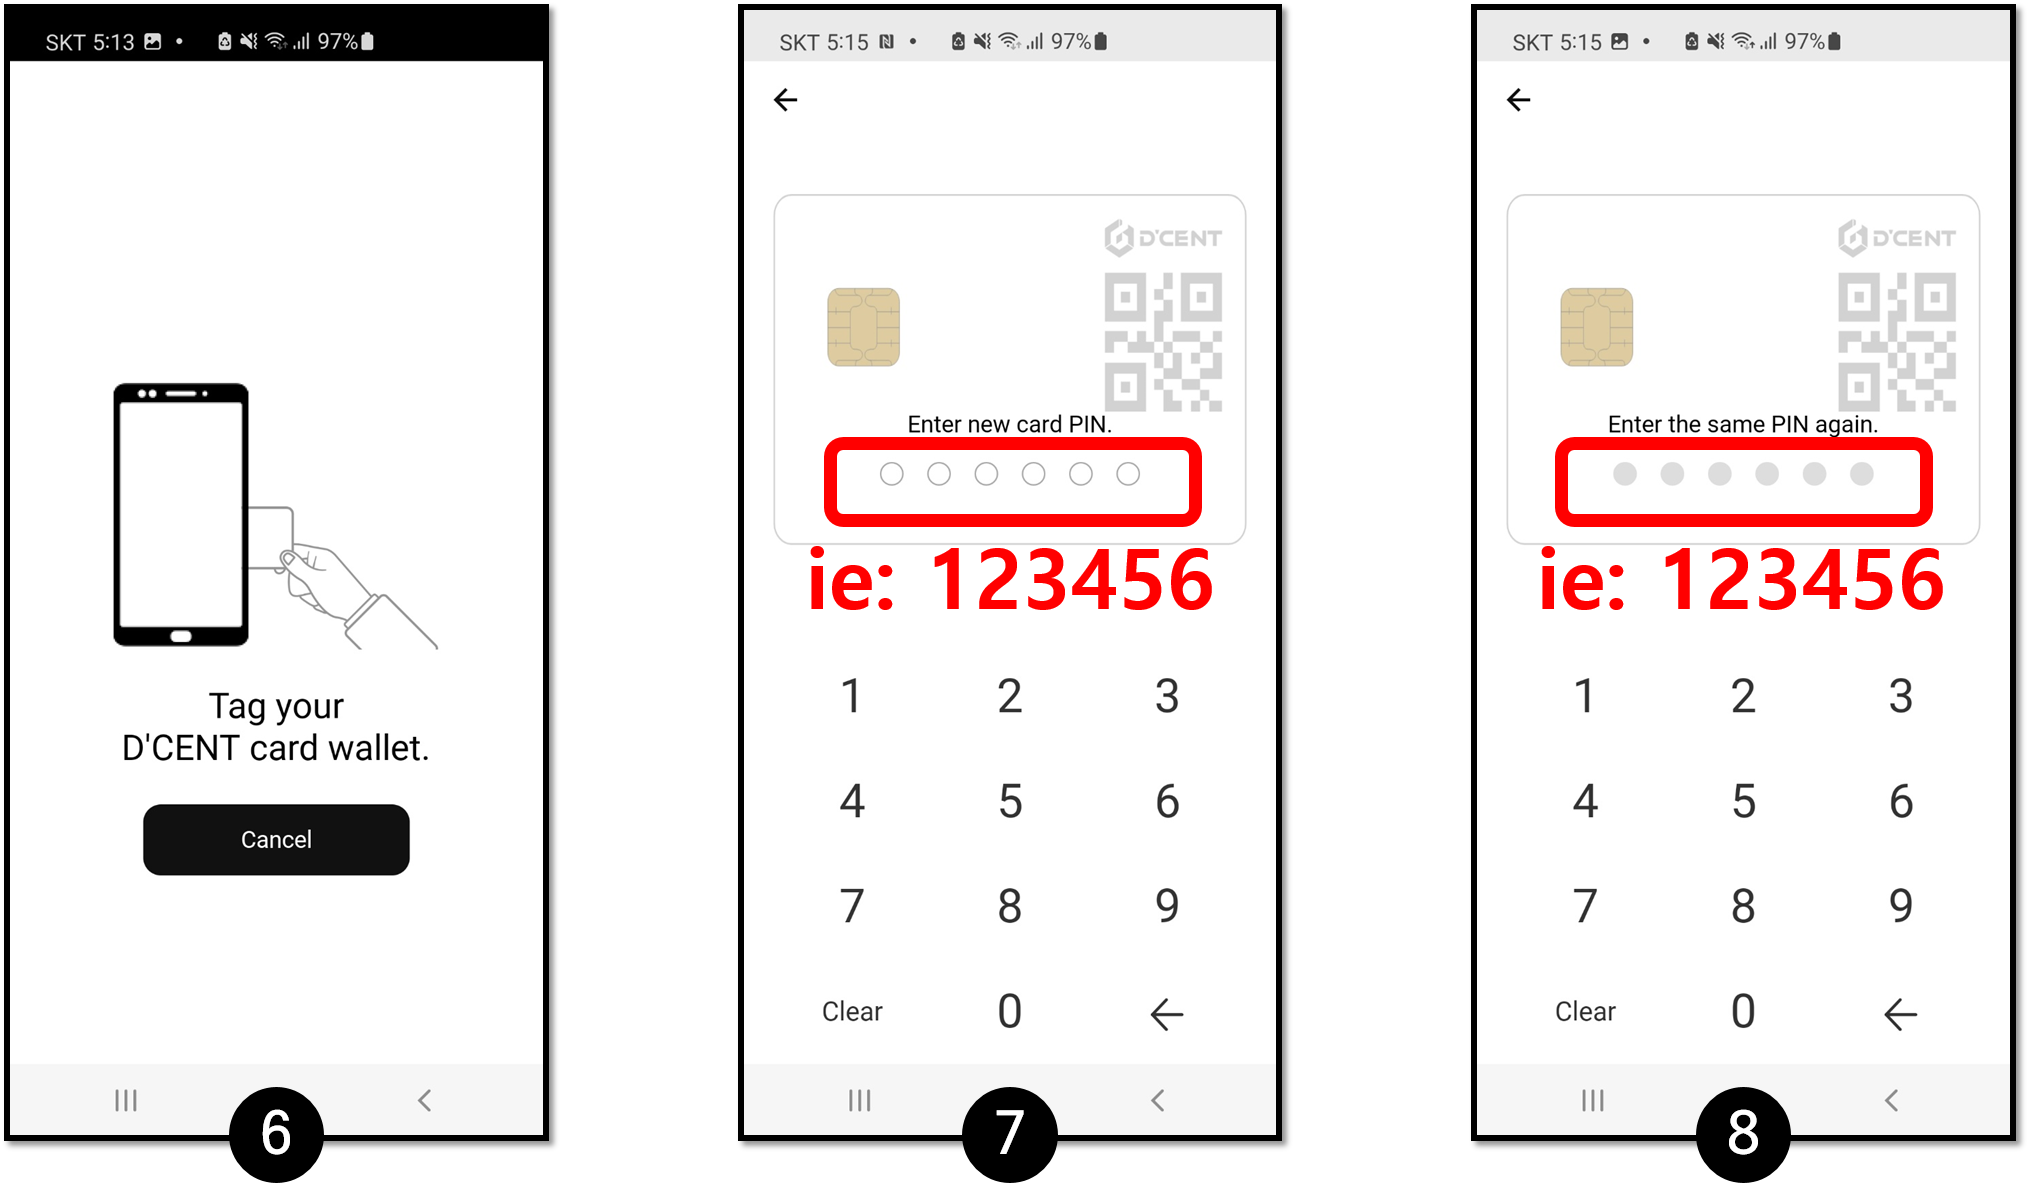 SKT 5:13
97%
Tag your
D'CENT card wallet.
Cancel
6
SKT 5:15
97%
D'CENT
Enter new card PIN.
ie: 123456
1 2 3
4 5 6
7 8 9
Clear 0
7
SKT 5:15
97%
D'CENT
Enter the same PIN again.
ie: 123456
1 2 3
4 5 6
7 8 9
Clear 0
8